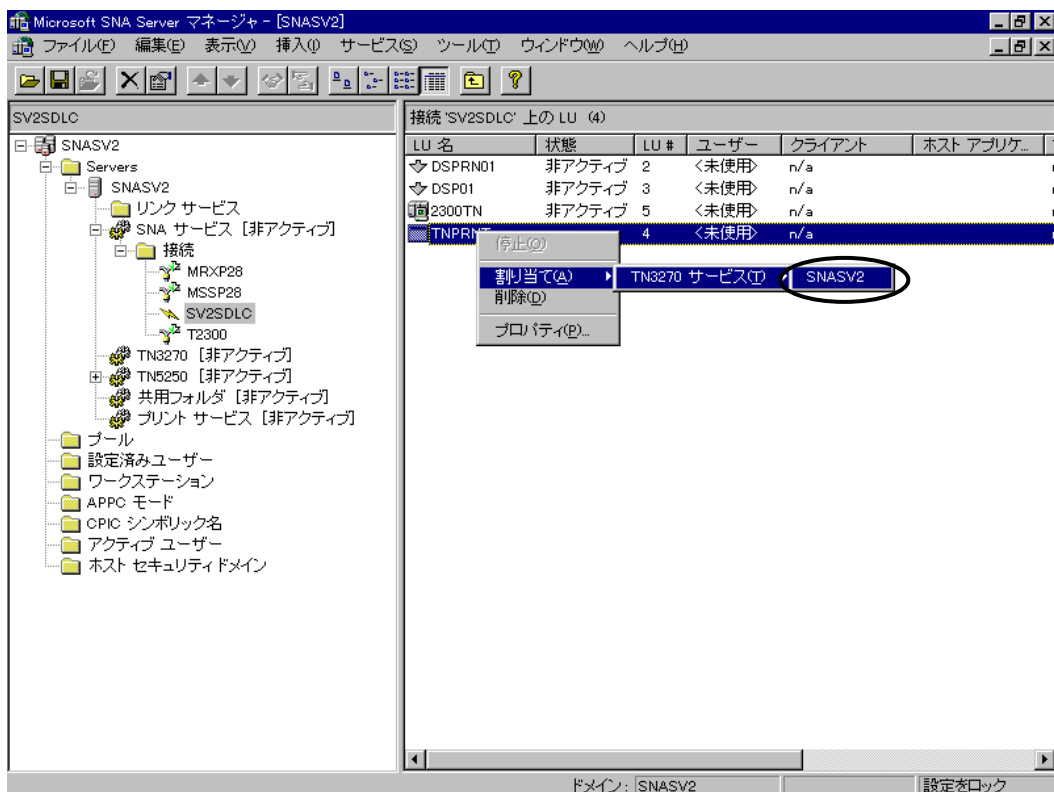 Microsoft SNA Server マネージャ - [SNASV2]
ファイル(F) 編集(E) 表示(V) 挿入(I) サービス(S) ツール(T) ウィンドウ(W) ヘルプ(H)
SV2SDLC
接続 'SV2SDLC' 上の LU (4)
LU 名 状態 LU # ユーザー クライアント ホスト アプリケ...
DSPRN01 非アクティブ 2 <未使用> n/a
DSP01 非アクティブ 3 <未使用> n/a
2300TN 非アクティブ 5 <未使用> n/a
TNPRNT 4 <未使用> n/a
停止(O)
割り当て(A) TN3270 サービス(T) SNASV2
削除(D)
プロパティ(P)...
SNASV2
Servers
SNASV2
リンク サービス
SNA サービス [非アクティブ]
接続
MRXP28
MSSP28
SV2SDLC
T2300
TN3270 [非アクティブ]
TN5250 [非アクティブ]
共用フォルダ [非アクティブ]
プリント サービス [非アクティブ]
プール
設定済みユーザー
ワークステーション
APPC モード
CPIC シンボリック名
アクティブ ユーザー
ホスト セキュリティ ドメイン
ドメイン: SNASV2 設定をロック